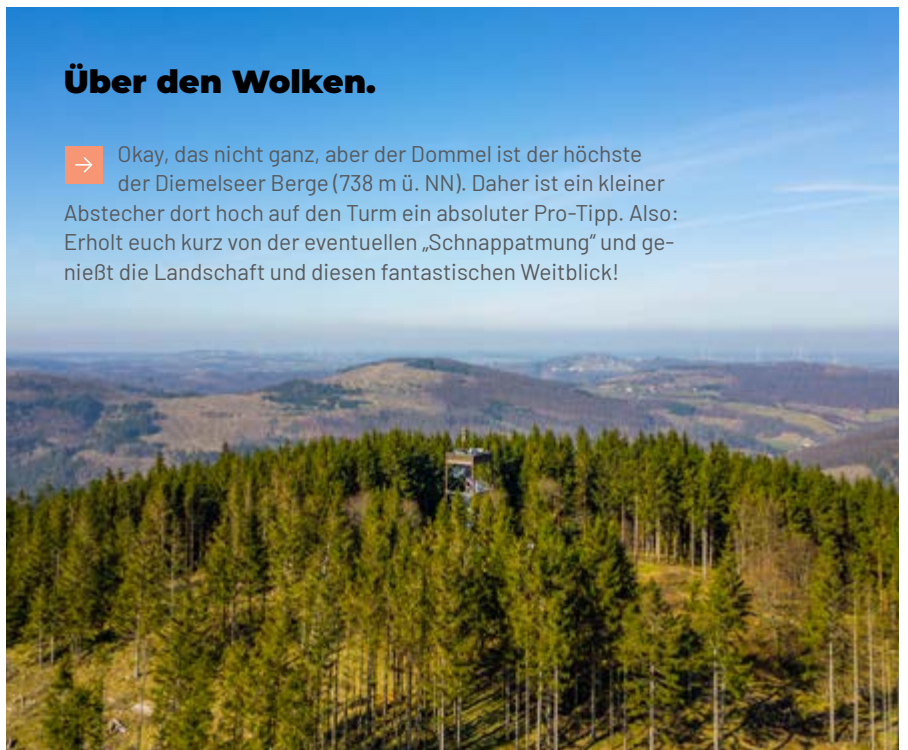 Über den Wolken.
Okay, das nicht ganz, aber der Dommel ist der höchste
der Diemelseer Berge (738 m ü. NN). Daher ist ein kleiner
Abstecher dort hoch auf den Turm ein absoluter Pro-Tipp. Also:
Erholt euch kurz von der eventuellen „Schnappatmung“ und ge-
nießt die Landschaft und diesen fantastischen Weitblick!